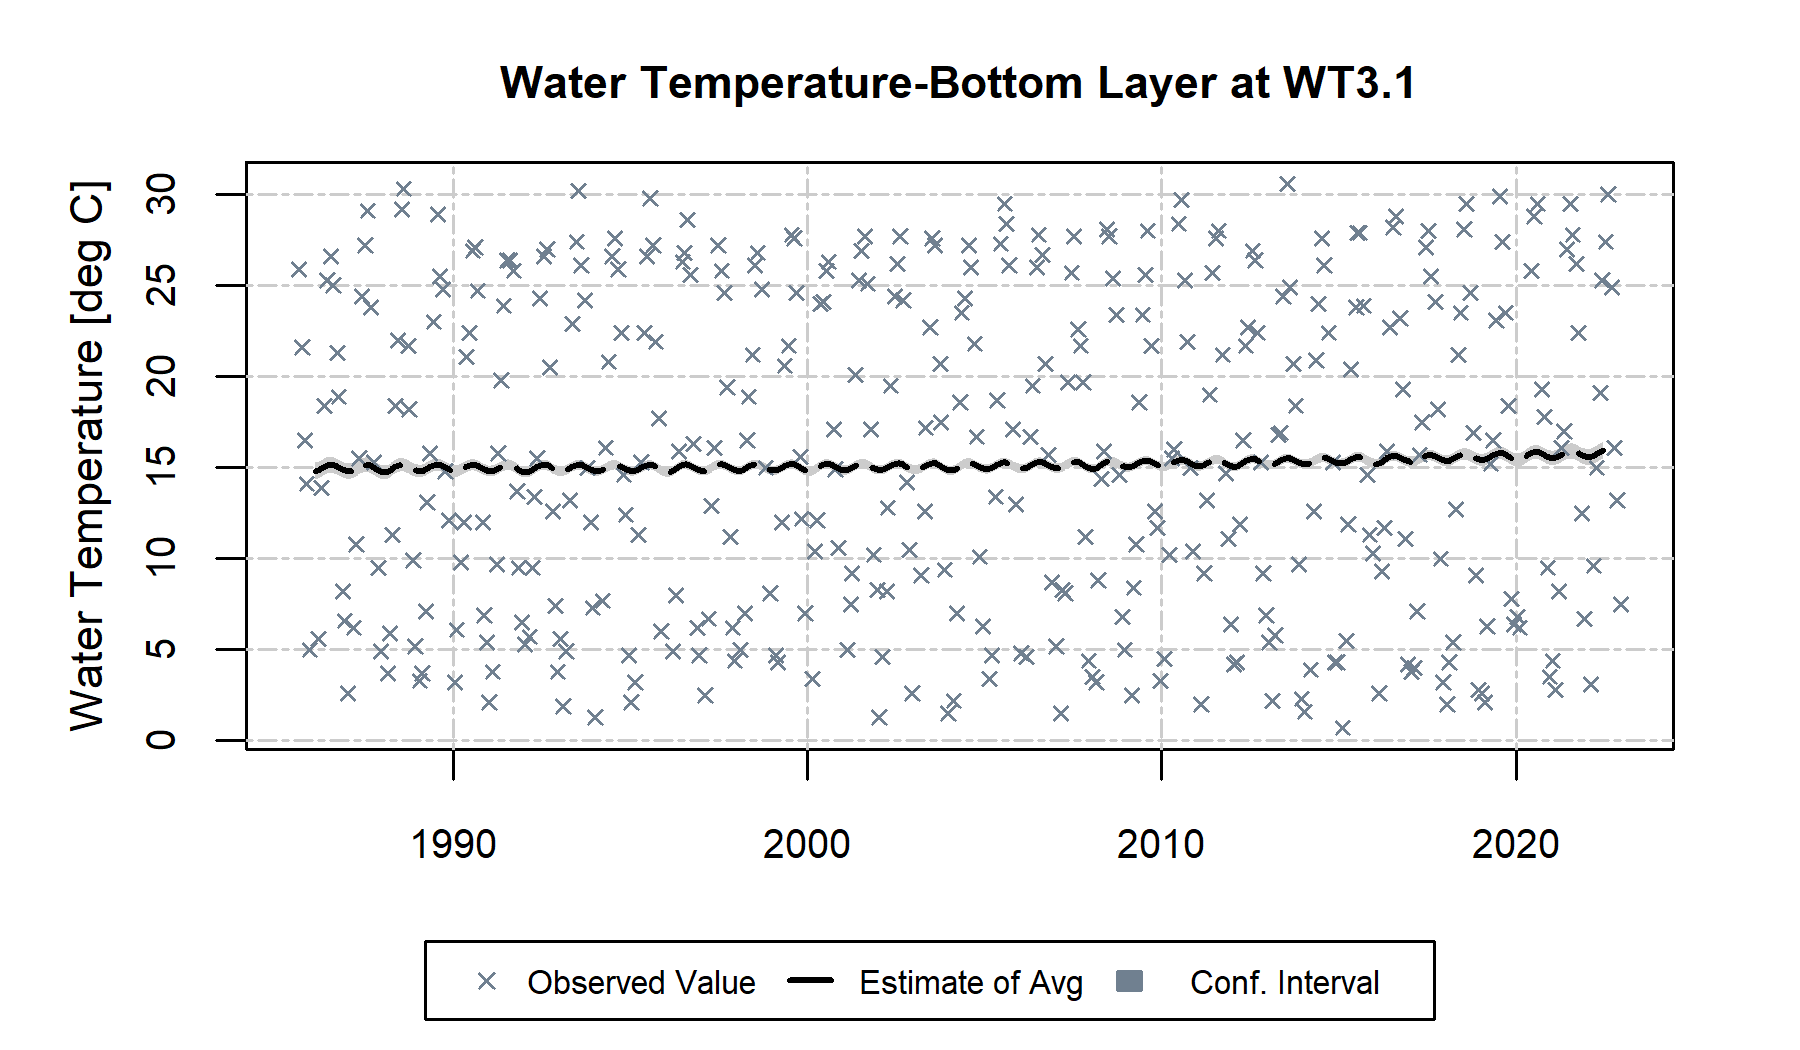 Water Temperature-Bottom Layer at WT3.1
Water Temperature [deg C]
30
25
20
15
10
5
0
1990 2000 2010 2020
Observed Value Estimate of Avg Conf. Interval